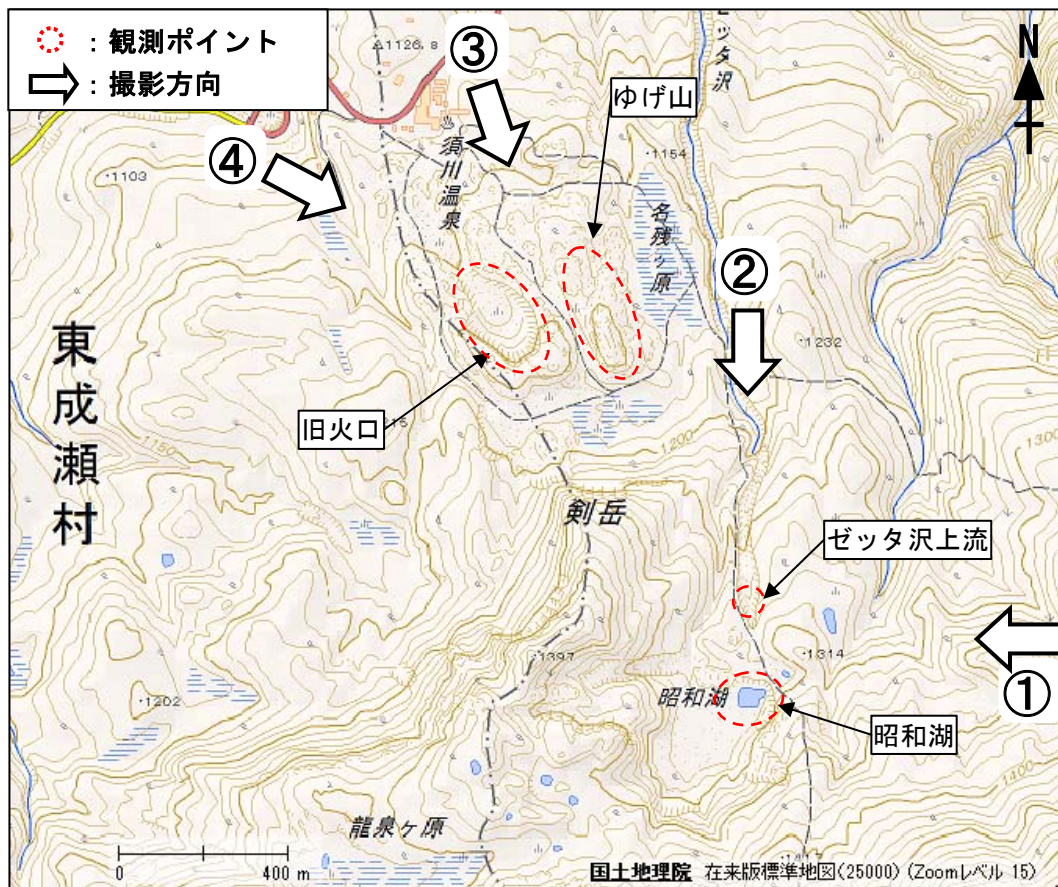 ：観測ポイント
：撮影方向
1126.8
③
ゆげ山
ッタ沢
N
④
1103
須川温泉
1154
名残ヶ原
②
1232
東成瀬村
旧火口
1150
1200
1300
剣岳
ゼッタ沢上流
1397
1314
①
1202
昭和湖
昭和湖
1400
龍泉ヶ原
0
400 m
国土地理院 在来版標準地図(25000) (Zoomレベル 15)